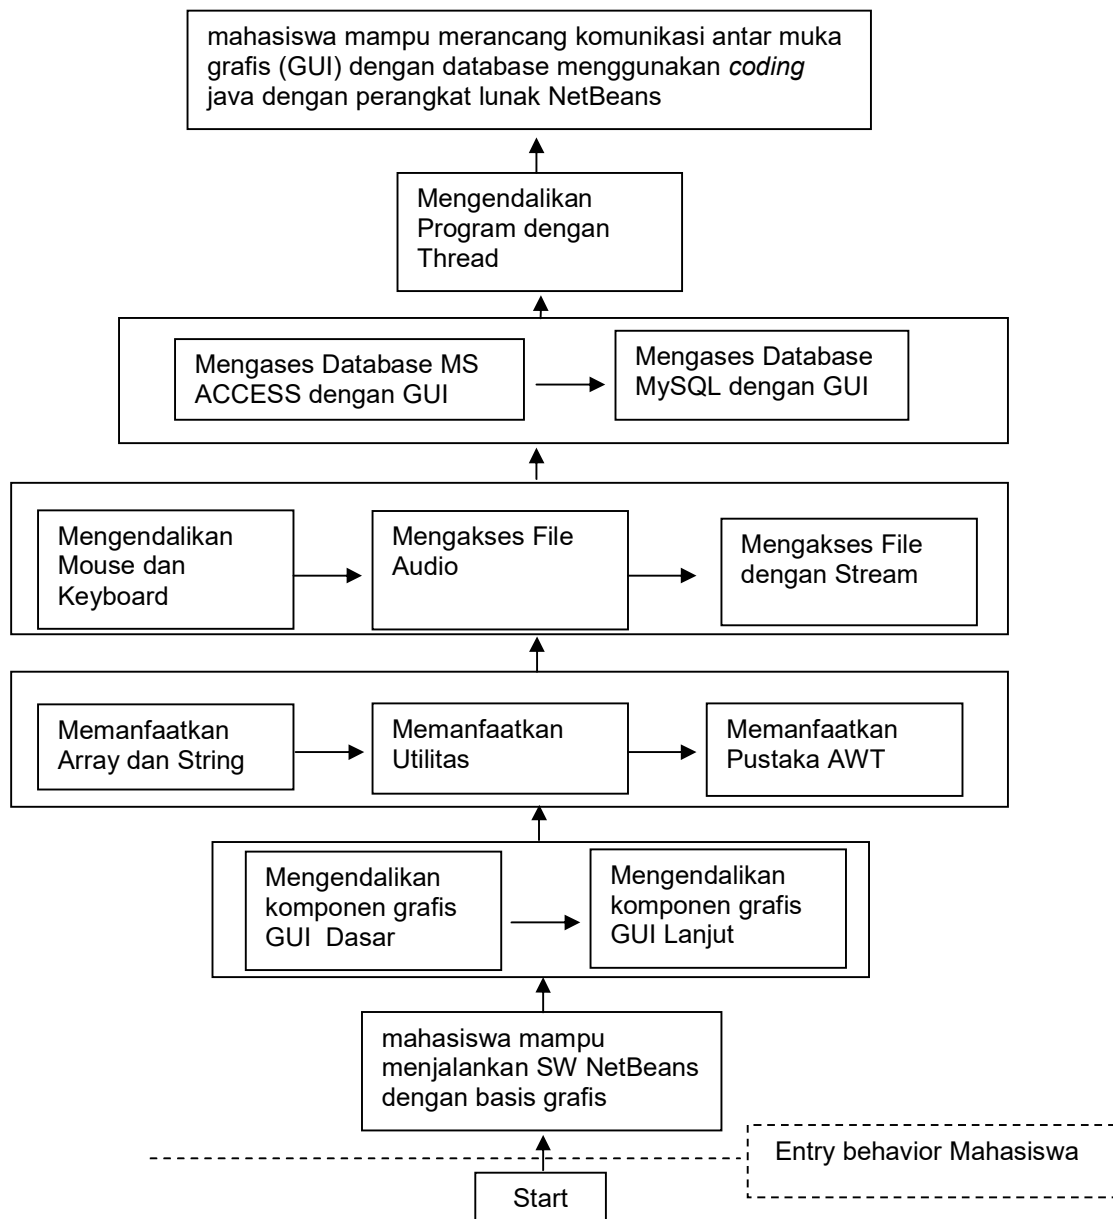 mahasiswa mampu merancang komunikasi antar muka
grafis (GUI) dengan database menggunakan coding
java dengan perangkat lunak NetBeans
Mengendalikan
Program dengan
Thread
Mengases Database MS
ACCESS dengan GUI
Mengases Database
MySQL dengan GUI
Mengendalikan
Mouse dan
Keyboard
Mengakses File
Audio
Mengakses File
dengan Stream
Memanfaatkan
Array dan String
Memanfaatkan
Utilitas
Memanfaatkan
Pustaka AWT
Mengendalikan
komponen grafis
GUI  Dasar
Mengendalikan
komponen grafis
GUI Lanjut
mahasiswa mampu
menjalankan SW NetBeans
dengan basis grafis
Entry behavior Mahasiswa
Start